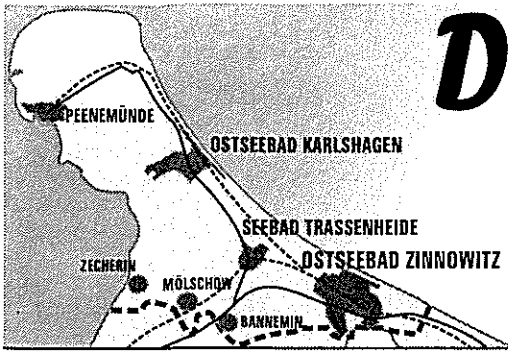 D
PEENEMÜNDE
OSTSEEBAD KARLSHAGEN
SEEBAD TRASSENHEIDE
OSTSEEBAD ZINNOWITZ
ZECHERIN
MÖLSCHOW
BANNEMIN